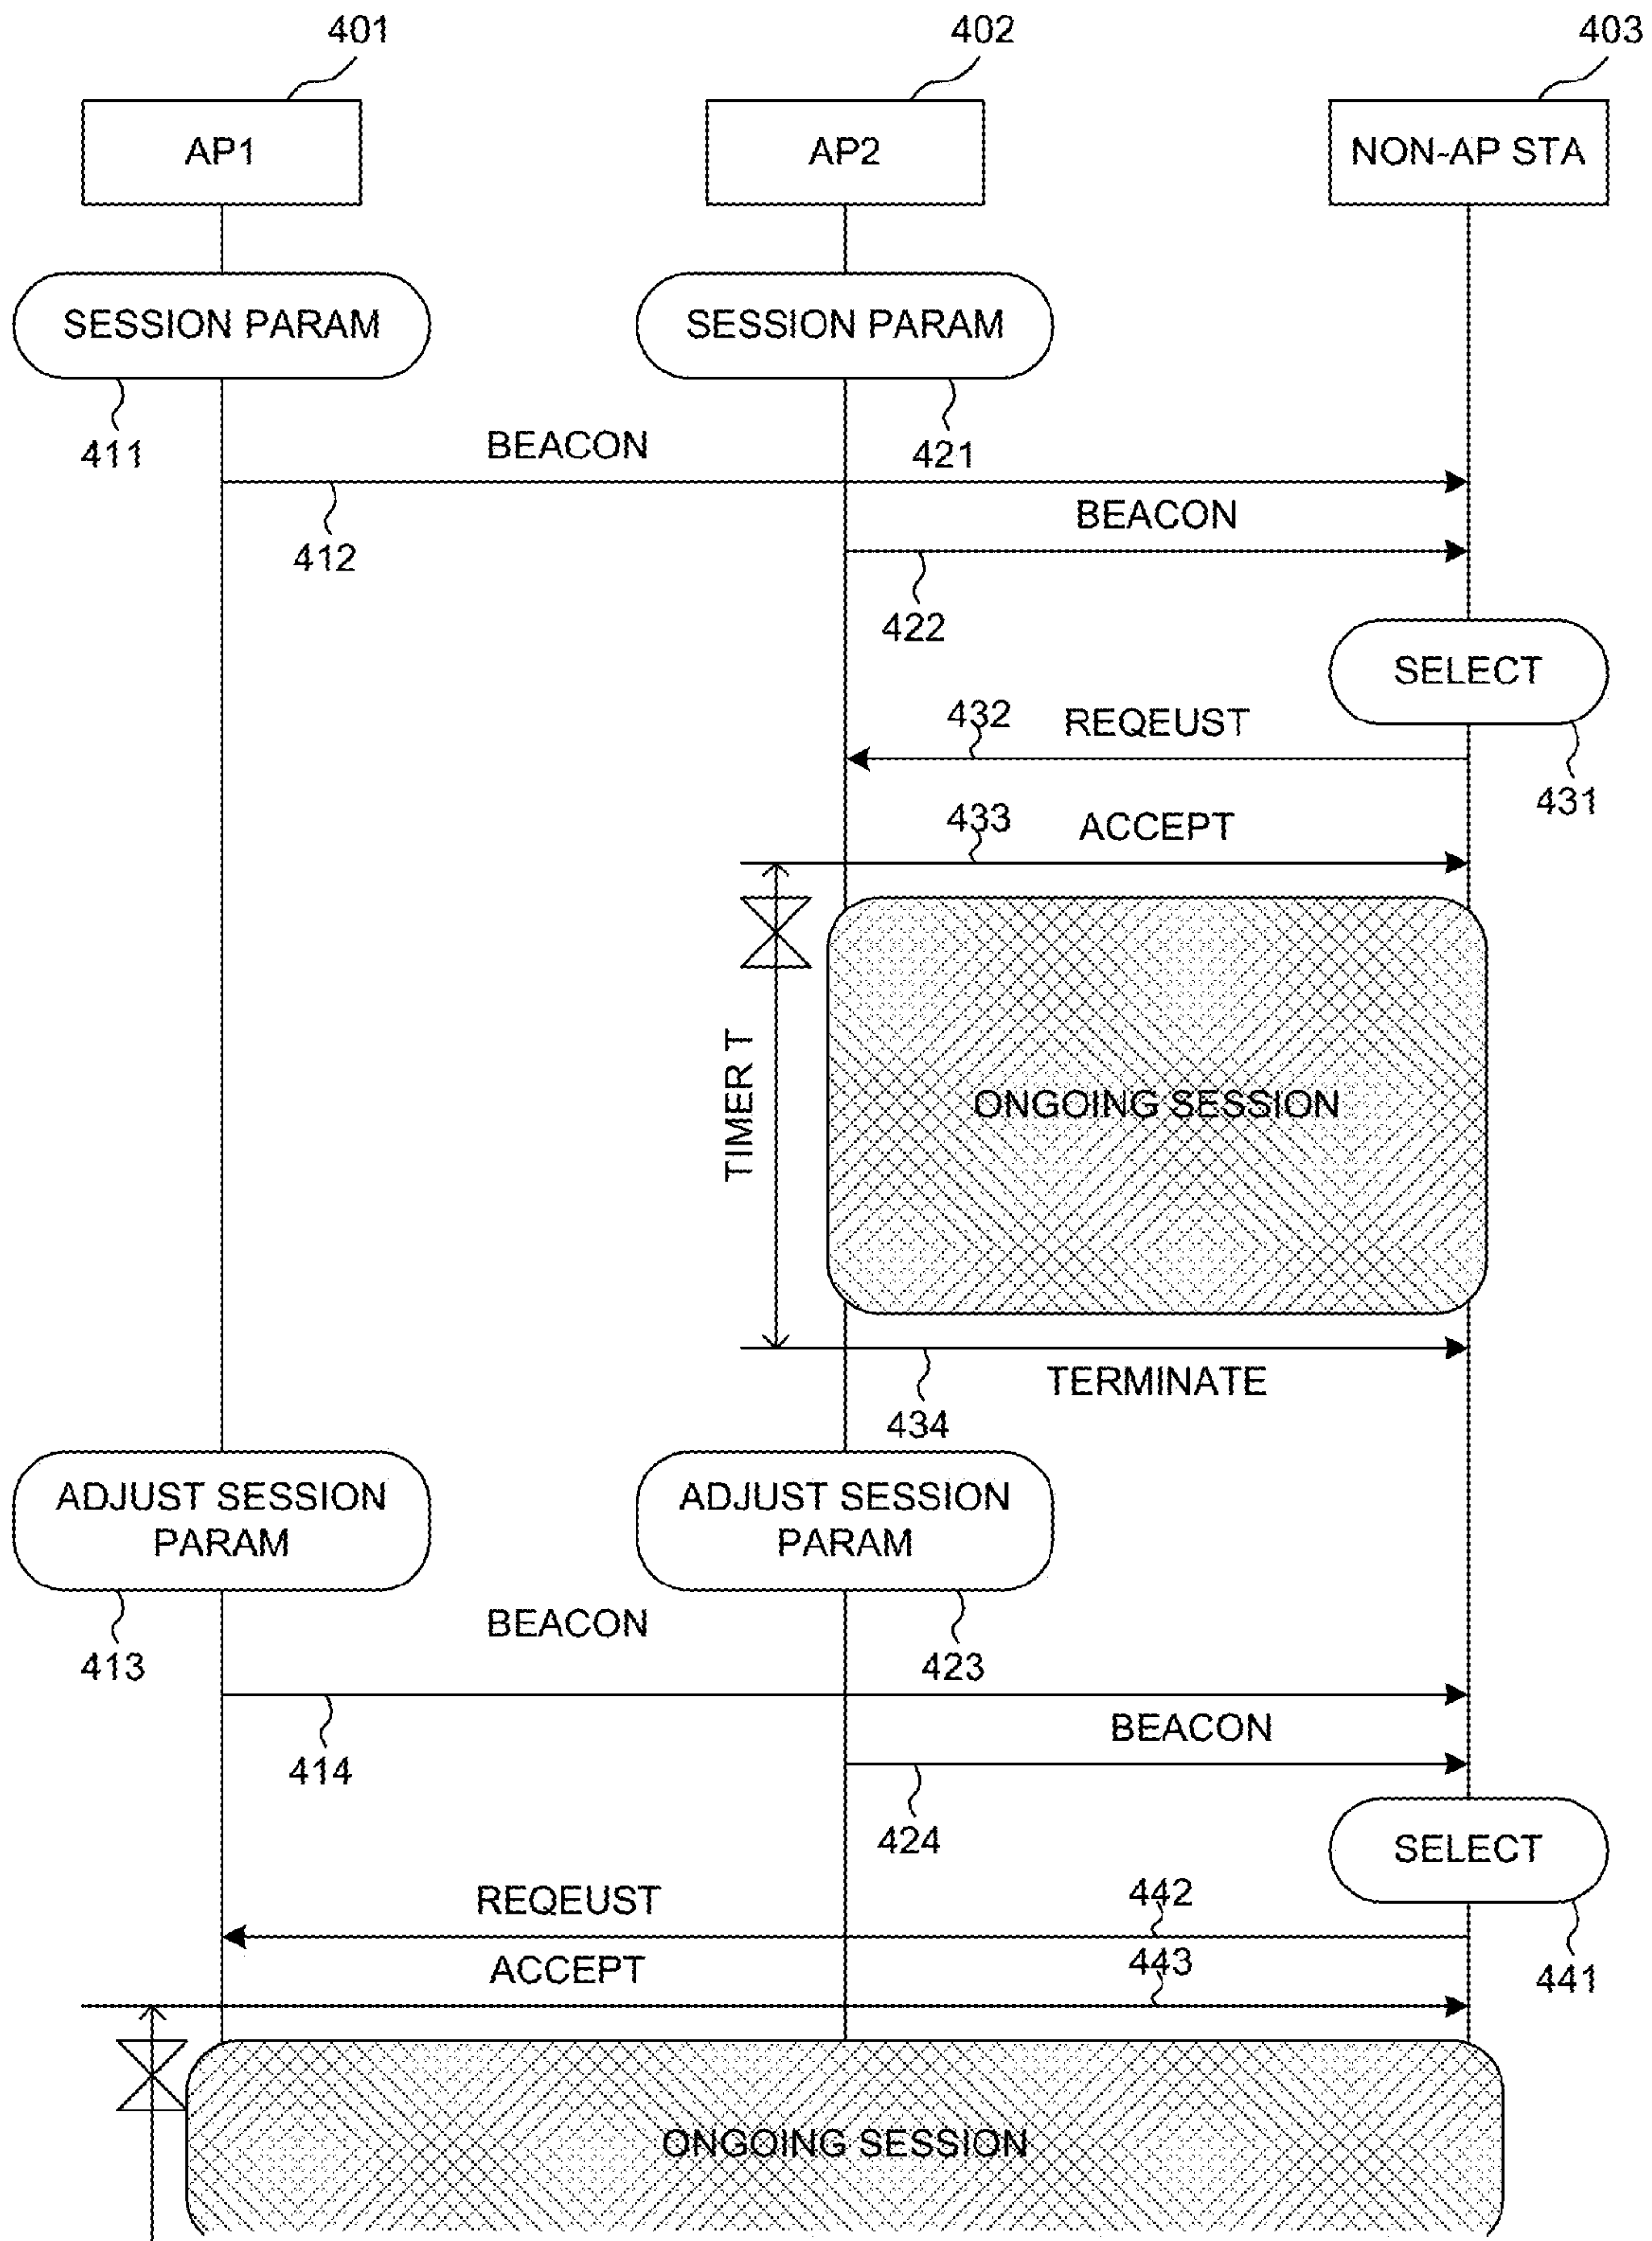 401
402
403
AP1
AP2
NON-AP STA
SESSION PARAM
SESSION PARAM
411
BEACON
421
BEACON
412
422
SELECT
432
REQEUST
431
433
ACCEPT
TIMER T
ONGOING SESSION
TERMINATE
434
ADJUST SESSION
PARAM
ADJUST SESSION
PARAM
BEACON
413
423
BEACON
414
424
SELECT
REQEUST
442
ACCEPT
443
441
ONGOING SESSION